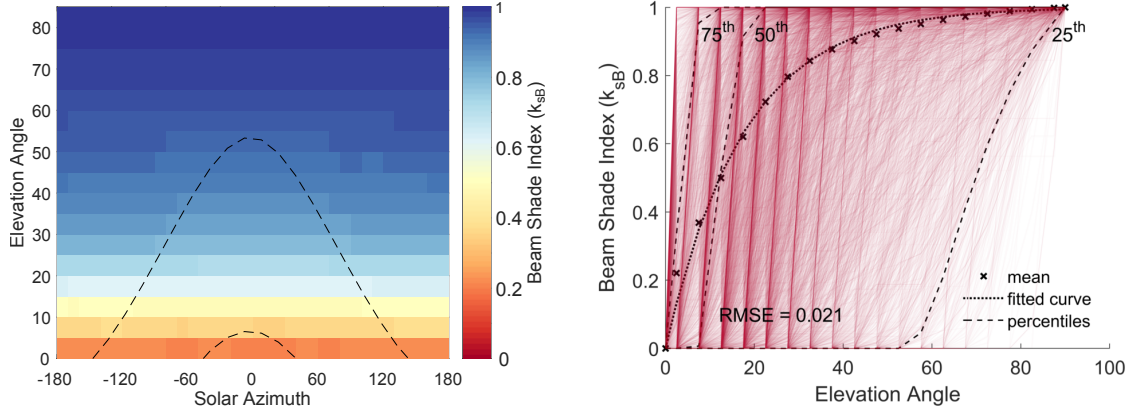 80
70
60
50
40
30
20
10
0
Elevation Angle
-180
-120
-60
0
60
120
180
Solar Azimuth
1
0.8
0.6
0.4
0.2
0
Beam Shade Index (k_sB)
1
0.8
0.6
0.4
0.2
0
Beam Shade Index (k_sB)
75th
50th
25th
mean
fitted curve
percentiles
RMSE = 0.021
0
20
40
60
80
100
Elevation Angle